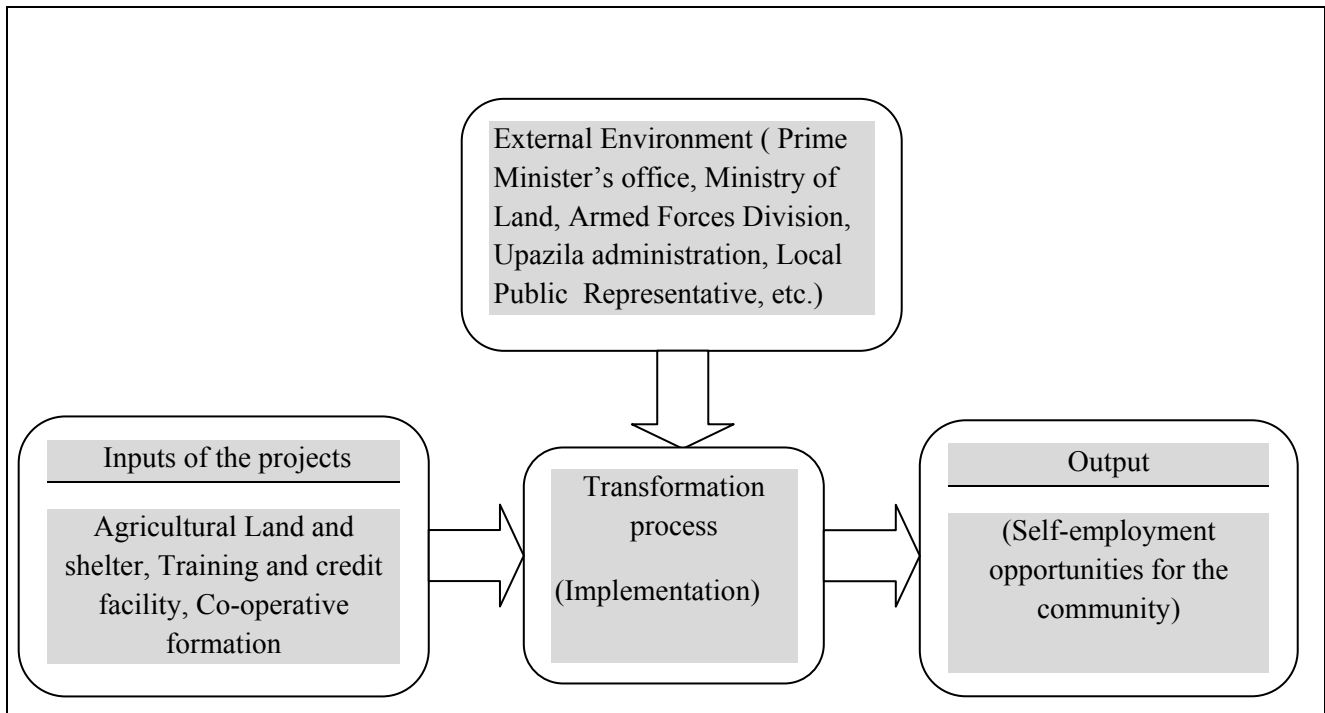 External Environment ( Prime
Minister’s office, Ministry of
Land, Armed Forces Division,
Upazila administration, Local
Public  Representative, etc.)
Inputs of the projects
Agricultural Land and
shelter, Training and credit
facility, Co-operative
formation
Transformation
process
(Implementation)
Output
(Self-employment
opportunities for the
community)